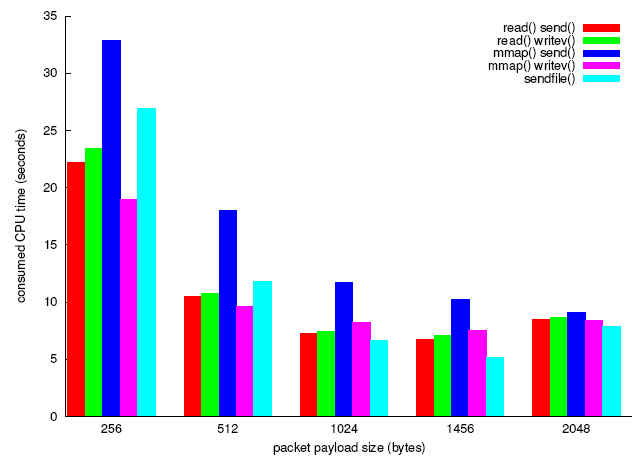 read() send()
read() writev()
mmap() send()
mmap() writev()
sendfile()
consumed CPU time (seconds)
35
30
25
20
15
10
5
0
256 512 1024 1456 2048
packet payload size (bytes)